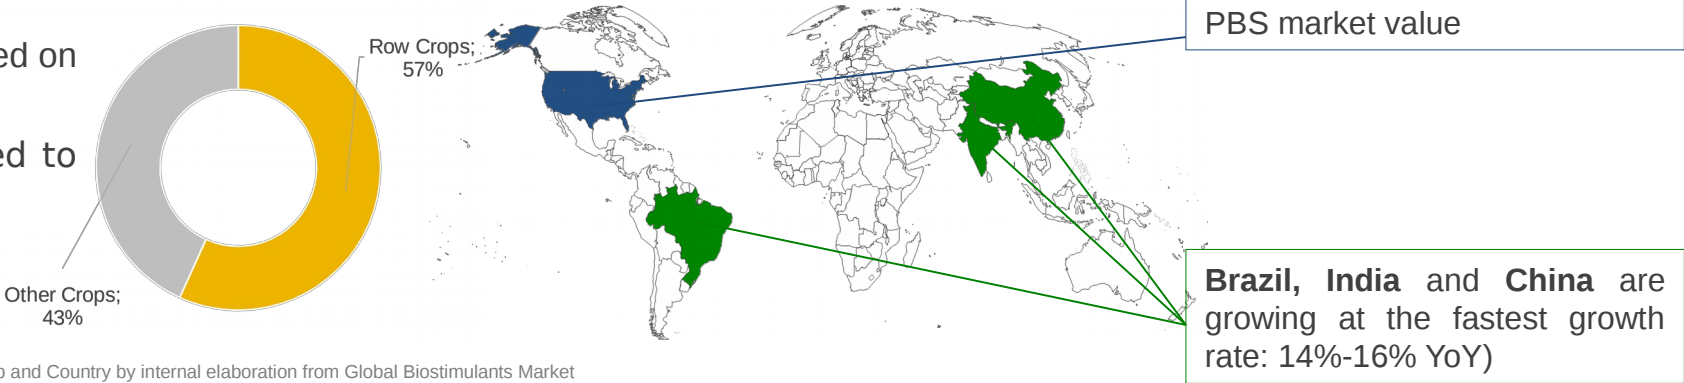 ed on
ed to
Row Crops;
57%
Other Crops;
43%
PBS market value
Brazil, India and China are
growing at the fastest growth
rate: 14%-16% YoY)
and Country by internal elaboration from Global Biostimulants Market